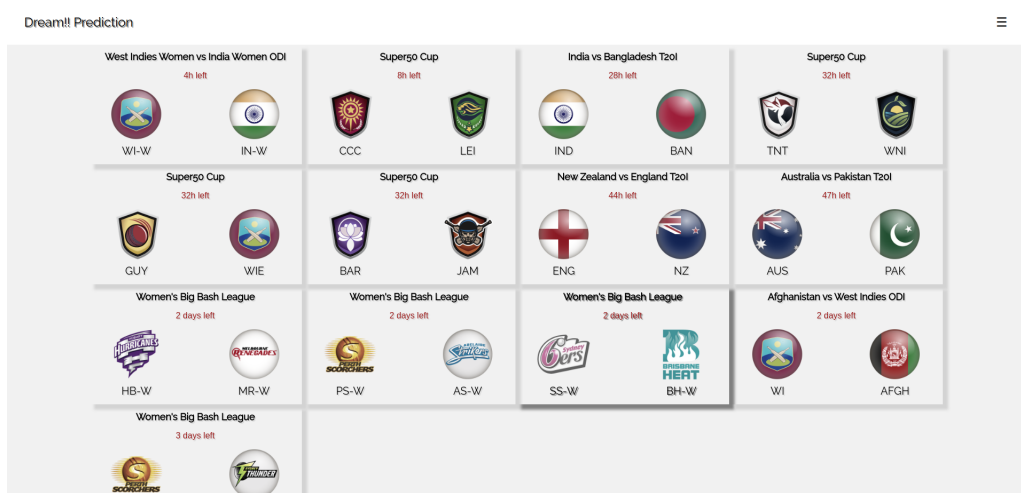 Dream!! Prediction
☰
West Indies Women vs India Women ODI
4h left
WI-W IN-W
Super50 Cup
8h left
CCC LEI
India vs Bangladesh T20I
28h left
IND BAN
Super50 Cup
32h left
TNT WNI
Super50 Cup
32h left
GUY WIE
Super50 Cup
32h left
BAR JAM
New Zealand vs England T20I
44h left
ENG NZ
Australia vs Pakistan T20I
47h left
AUS PAK
Women's Big Bash League
2 days left
HURRICANES
MELBOURNE
RENEGADES
HB-W MR-W
Women's Big Bash League
2 days left
PERTH
SCORCHERS
ADELAIDE
Strikers
PS-W AS-W
Women's Big Bash League
2 days left
Sydney
6ers
BRISBANE
HEAT
SS-W BH-W
Afghanistan vs West Indies ODI
2 days left
WI AFGH
Women's Big Bash League
3 days left
PERTH
SCORCHERS
THUNDER